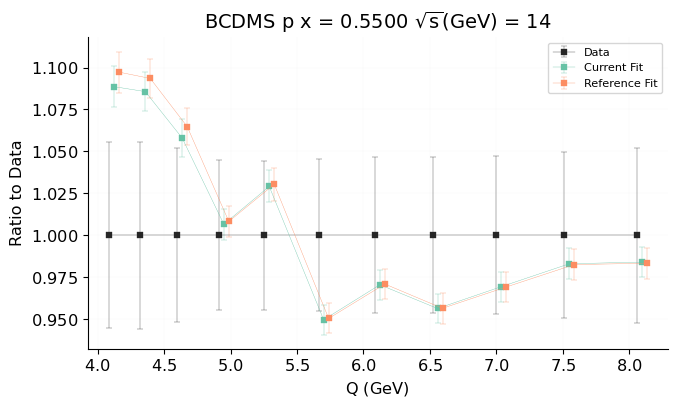 BCDMS p x = 0.5500 √s(GeV) = 14
Data
Current Fit
Reference Fit
Ratio to Data
1.100
1.075
1.050
1.025
1.000
0.975
0.950
4.0 4.5 5.0 5.5 6.0 6.5 7.0 7.5 8.0
Q (GeV)